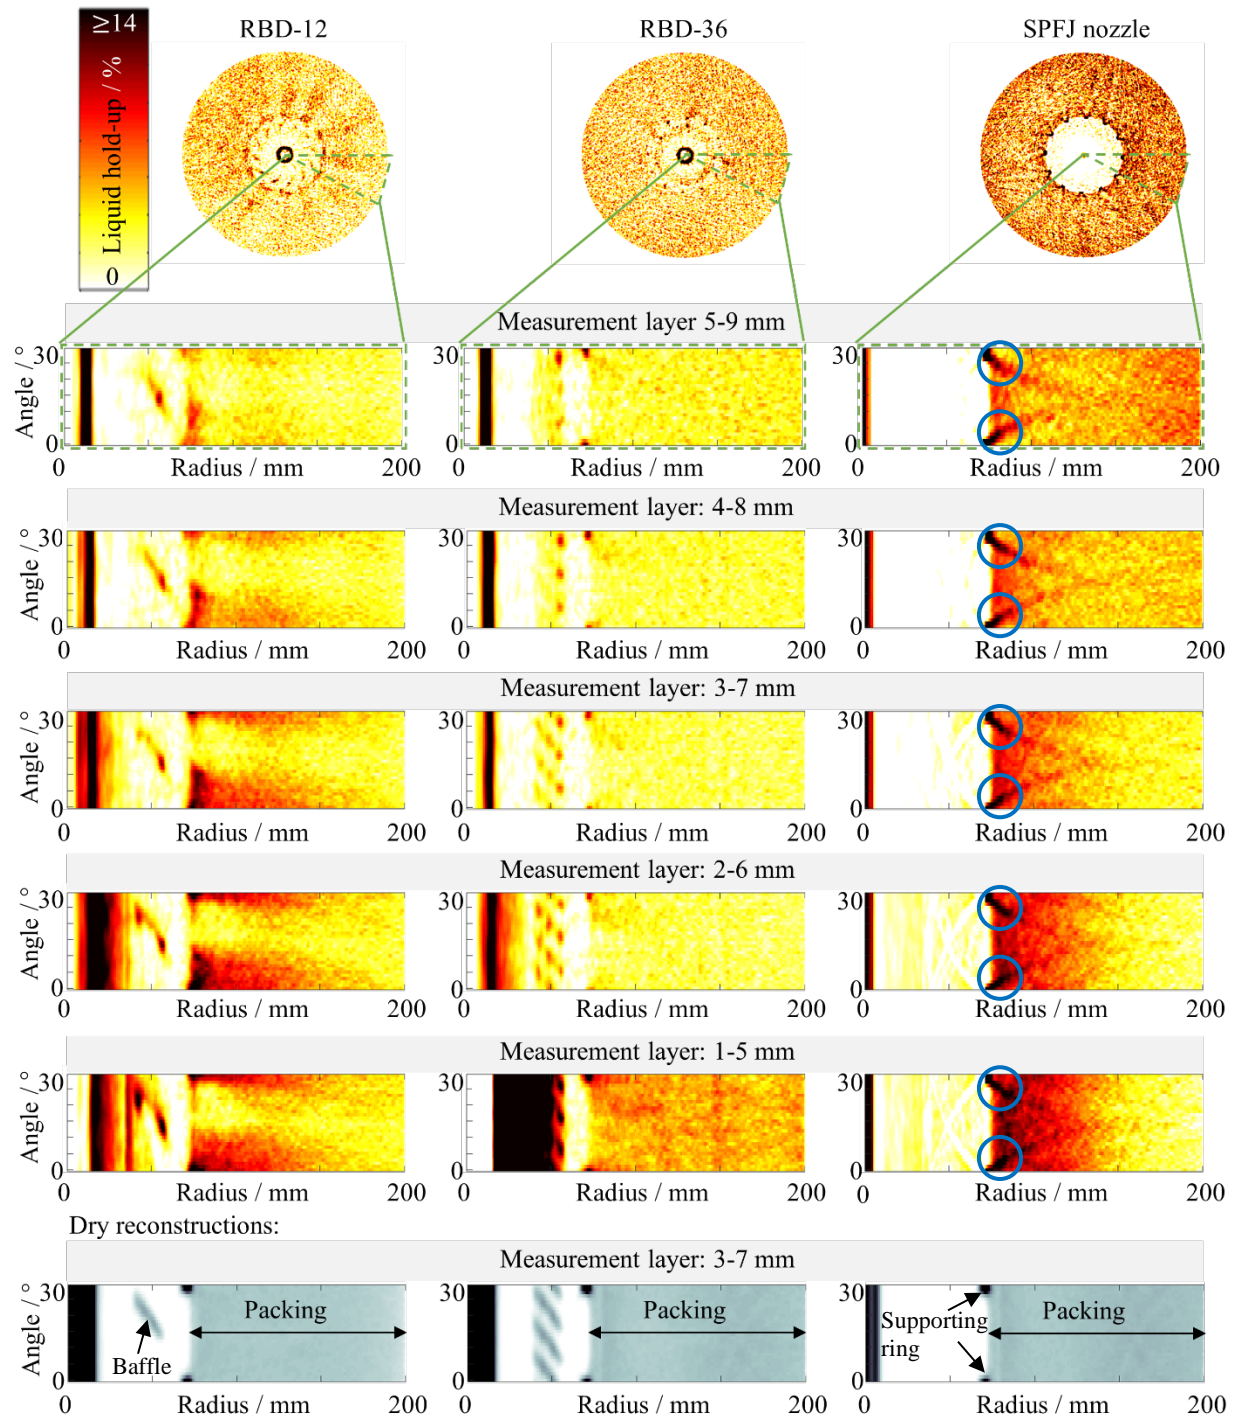 RBD-12 RBD-36 SPFJ nozzle
0 Liquid hold-up / % ≥14
Measurement layer 5-9 mm
Angle / °
30 30 30
0 0 0
0 Radius / mm 200 0 Radius / mm 200 0 Radius / mm 200
Measurement layer: 4-8 mm
Angle / °
30 30 30
0 0 0
0 Radius / mm 200 0 Radius / mm 200 0 Radius / mm 200
Measurement layer: 3-7 mm
Angle / °
30 30 30
0 0 0
0 Radius / mm 200 0 Radius / mm 200 0 Radius / mm 200
Measurement layer: 2-6 mm
Angle / °
30 30 30
0 0 0
0 Radius / mm 200 0 Radius / mm 200 0 Radius / mm 200
Measurement layer: 1-5 mm
Angle / °
30 30 30
0 0 0
0 Radius / mm 200 0 Radius / mm 200 0 Radius / mm 200
Dry reconstructions:
Measurement layer: 3-7 mm
Angle / °
30 30 30
Packing Packing Packing
Baffle
Supporting
ring
0 0 0
0 Radius / mm 200 0 Radius / mm 200 0 Radius / mm 200